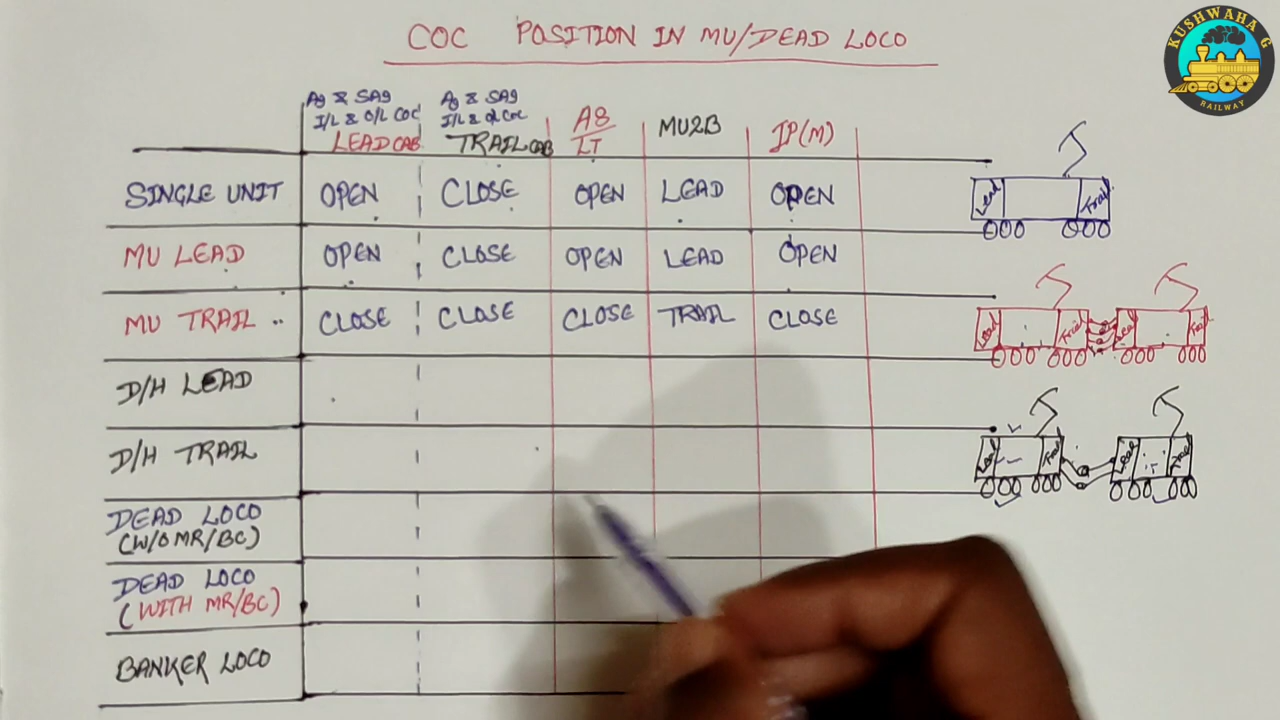 COC POSITION IN MU/DEAD LOCO
KUSHWAHA G
RAILWAY
A9 & SA9
I/L & O/L COC
LEAD CAB
A9 & SA9
I/L & O/L COC
TRAIL CAB
A8
LT
MU2B
IP(M)
SINGLE UNIT OPEN CLOSE OPEN LEAD OPEN
MU LEAD OPEN CLOSE OPEN LEAD OPEN
MU TRAIL CLOSE CLOSE CLOSE TRAIL CLOSE
D/H LEAD
D/H TRAIL
DEAD LOCO
(W/O MR/BC)
DEAD LOCO
(WITH MR/BC)
BANKER LOCO
Lead Trail
Lead Trail Lead Trail
Lead Trail Lead Trail